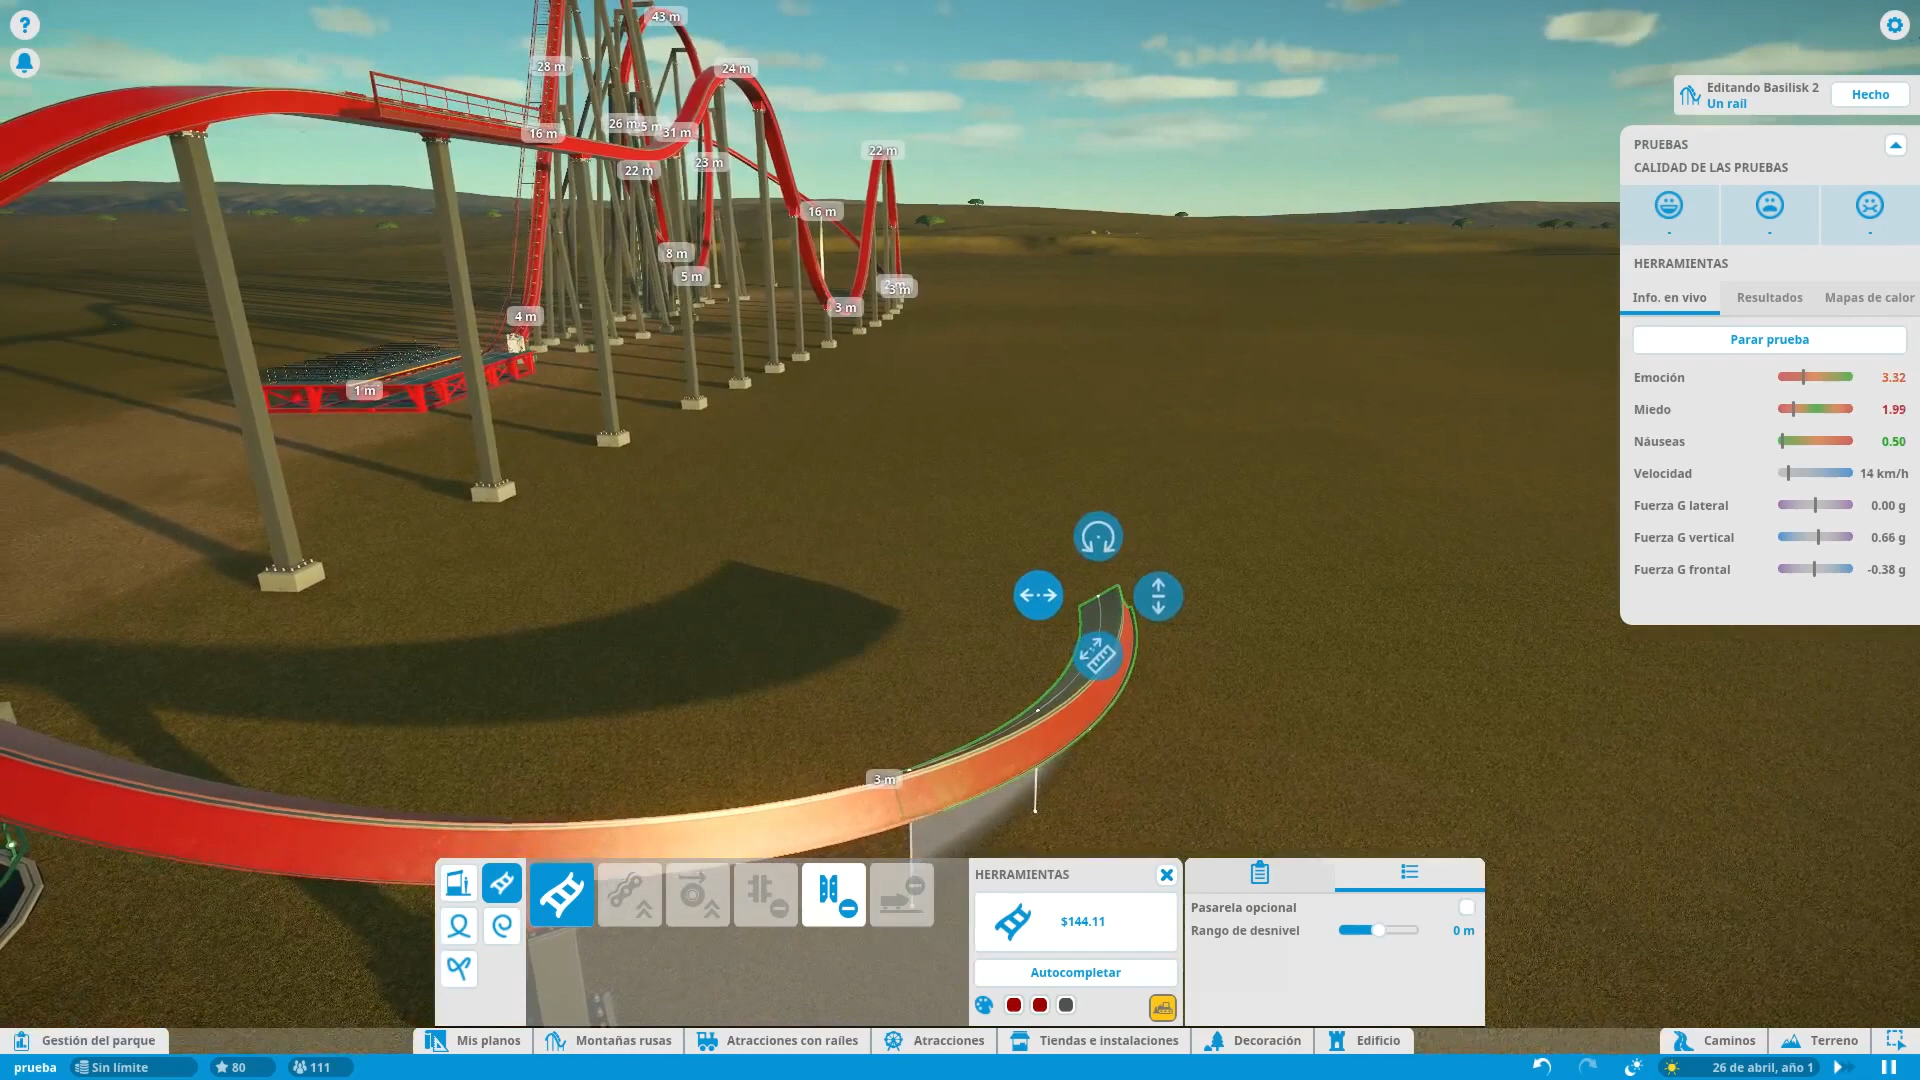 43 m
28 m
24 m
16 m
26 m
5 m
31 m
22 m
23 m
22 m
16 m
8 m
5 m
3 m
3 m
4 m
1 m
3 m
Editando Basilisk 2
Un raíl
Hecho
PRUEBAS
CALIDAD DE LAS PRUEBAS
- - -
HERRAMIENTAS
Info. en vivo Resultados Mapas de calor
Parar prueba
Emoción 3.32
Miedo 1.99
Náuseas 0.50
Velocidad 14 km/h
Fuerza G lateral 0.00 g
Fuerza G vertical 0.66 g
Fuerza G frontal -0.38 g
HERRAMIENTAS
$144.11
Autocompletar
Pasarela opcional
Rango de desnivel 0 m
Gestión del parque Mis planos Montañas rusas Atracciones con raíles Atracciones Tiendas e instalaciones Decoración Edificio Caminos Terreno
prueba Sin límite 80 111 26 de abril, año 1